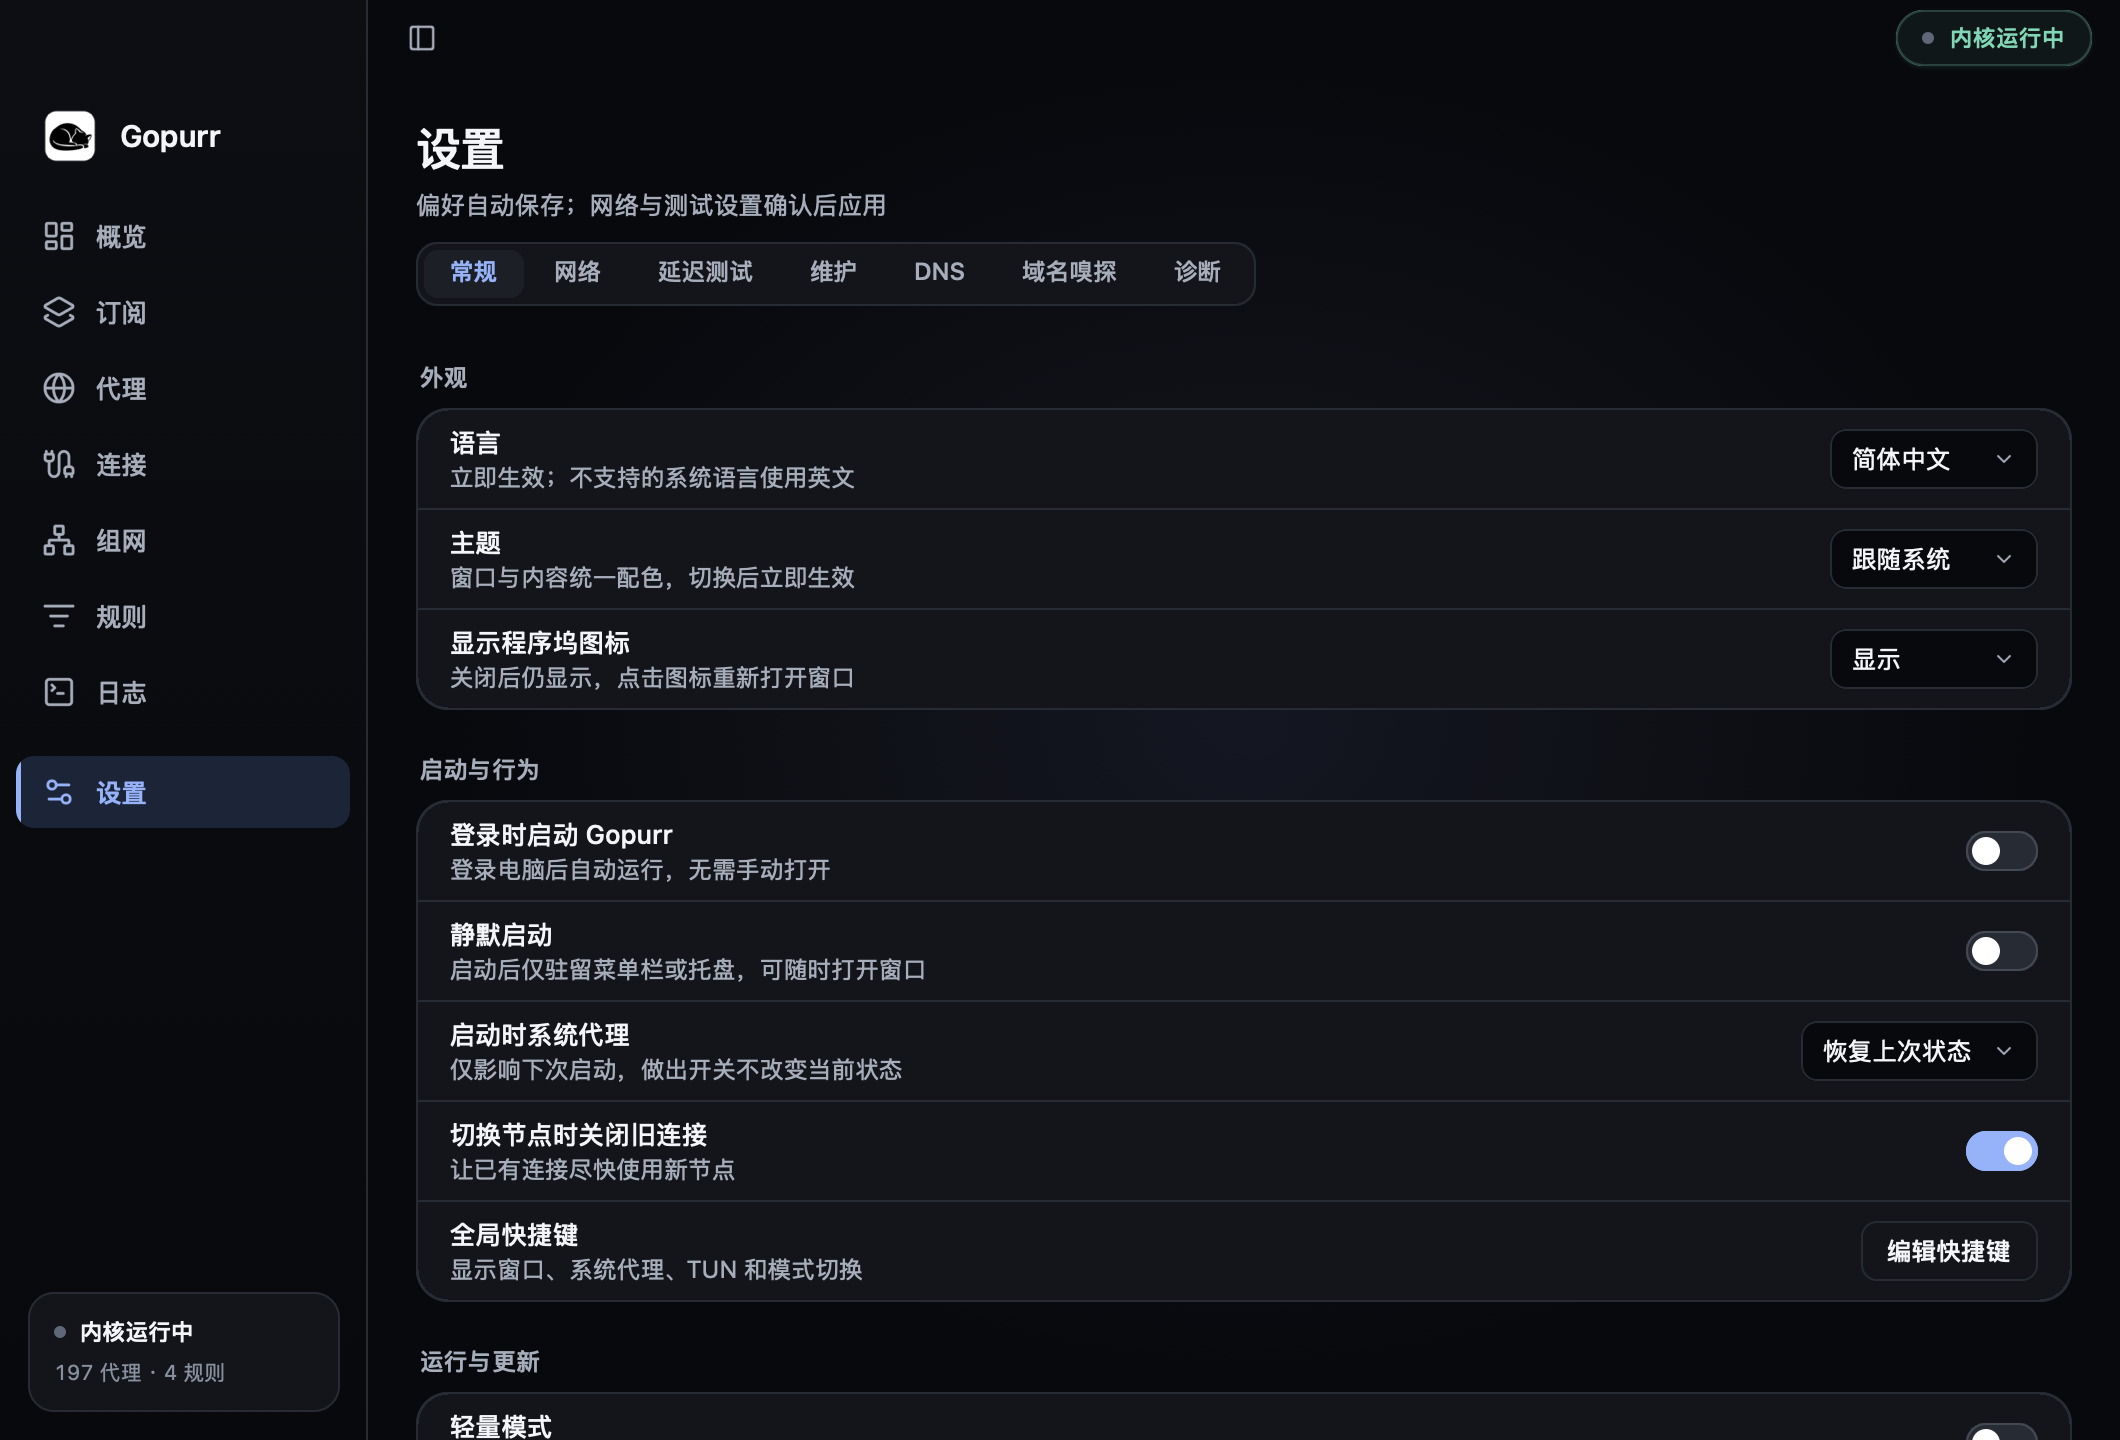 内核运行中
Gopurr
概览
订阅
代理
连接
组网
规则
日志
设置
内核运行中
197 代理 · 4 规则
设置
偏好自动保存；网络与测试设置确认后应用
常规 网络 延迟测试 维护 DNS 域名嗅探 诊断
外观
语言
立即生效；不支持的系统语言使用英文
简体中文
主题
窗口与内容统一配色，切换后立即生效
跟随系统
显示程序坞图标
关闭后仍显示，点击图标重新打开窗口
显示
启动与行为
登录时启动 Gopurr
登录电脑后自动运行，无需手动打开
静默启动
启动后仅驻留菜单栏或托盘，可随时打开窗口
启动时系统代理
仅影响下次启动，做出开关不改变当前状态
恢复上次状态
切换节点时关闭旧连接
让已有连接尽快使用新节点
全局快捷键
显示窗口、系统代理、TUN 和模式切换
编辑快捷键
运行与更新
轻量模式